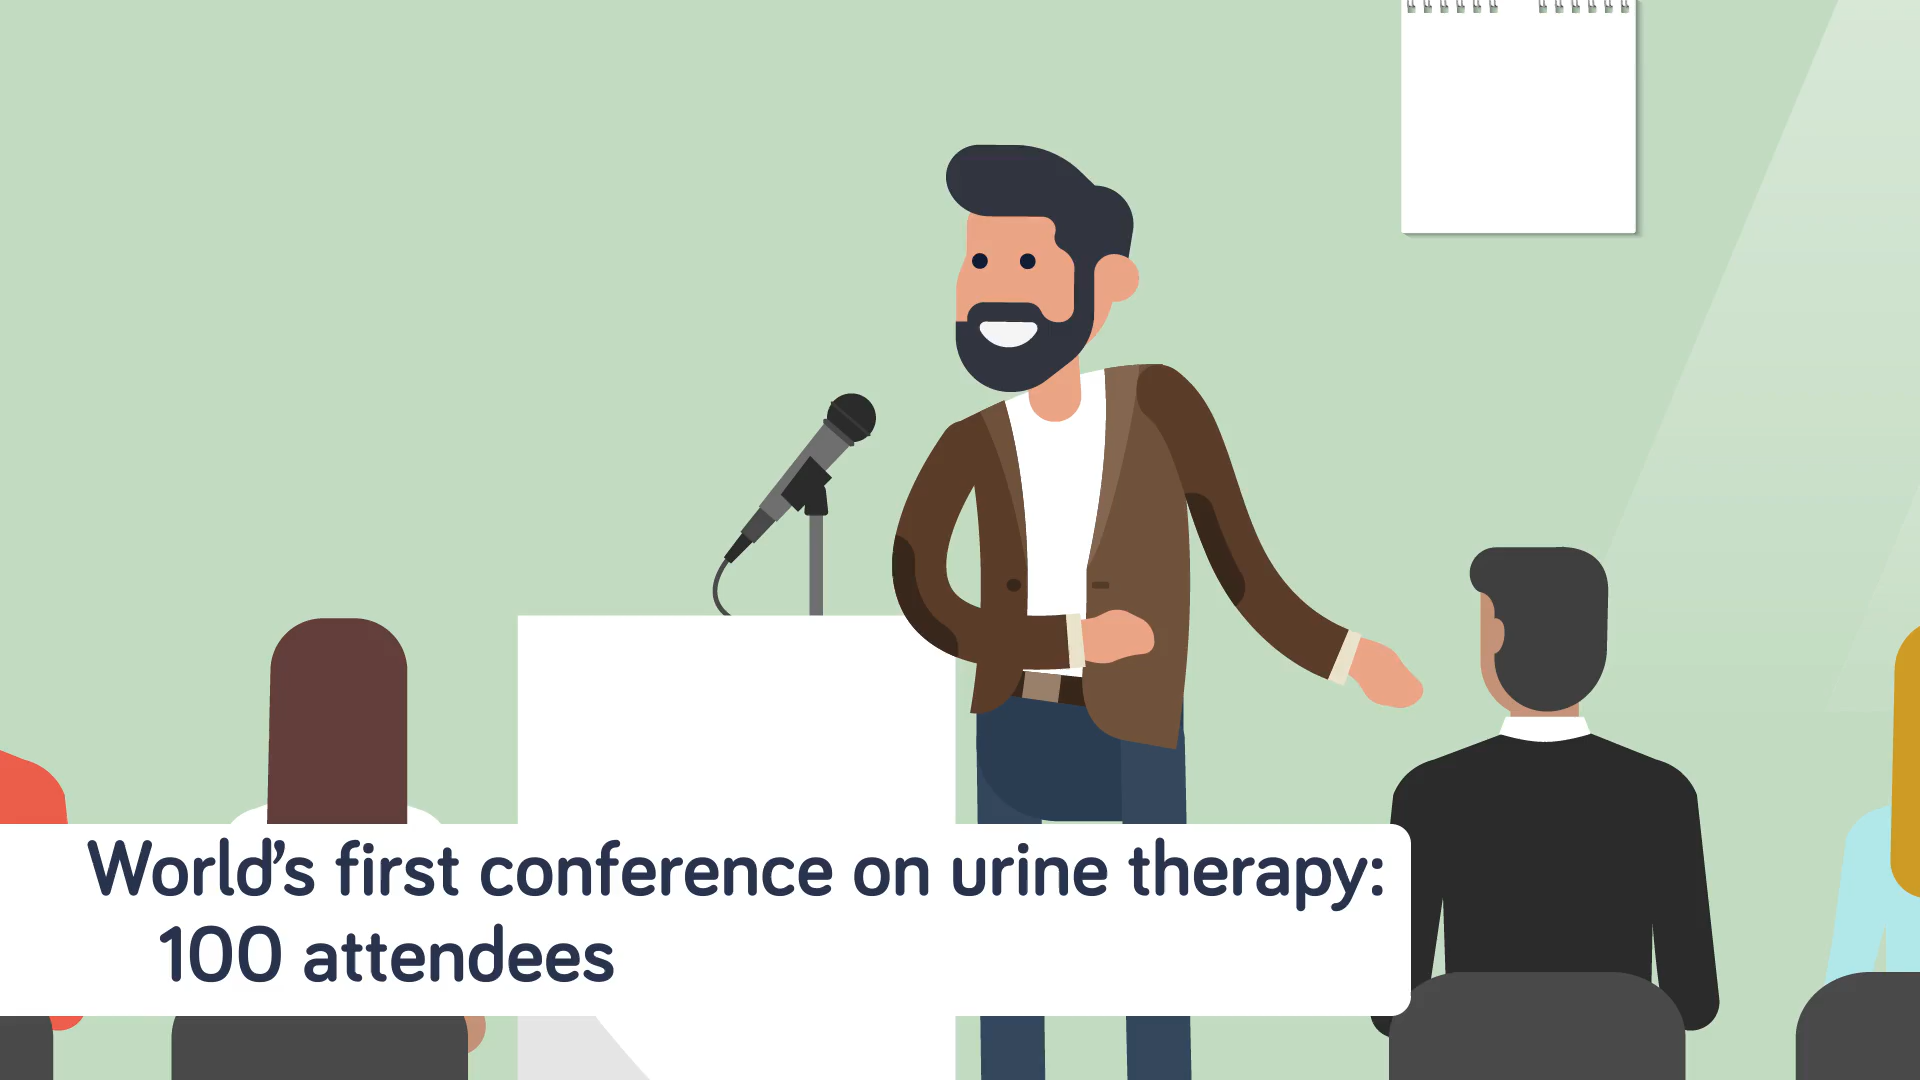 World’s first conference on urine therapy:
100 attendees